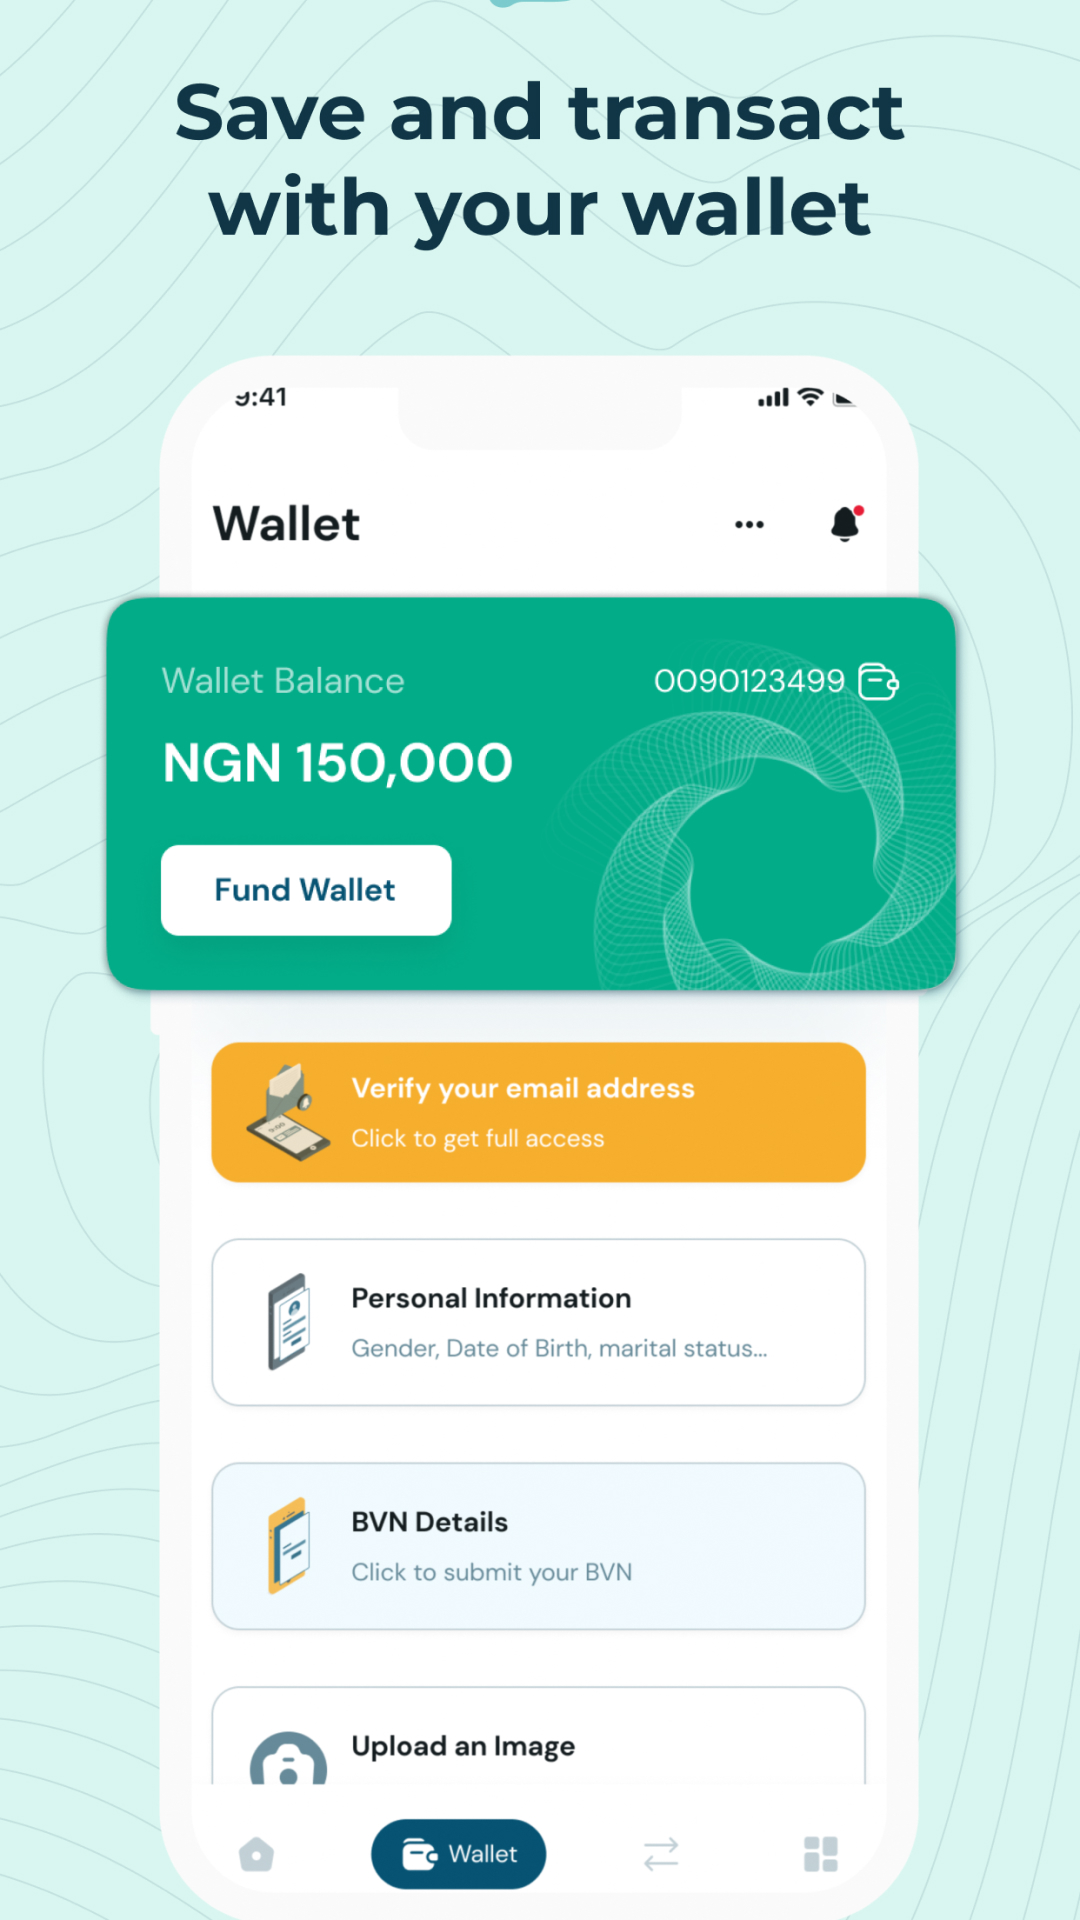 Save and transact
with your wallet
9:41
Wallet
Wallet Balance
0090123499
NGN 150,000
Fund Wallet
Verify your email address
Click to get full access
Personal Information
Gender, Date of Birth, marital status...
BVN Details
Click to submit your BVN
Upload an Image
Wallet